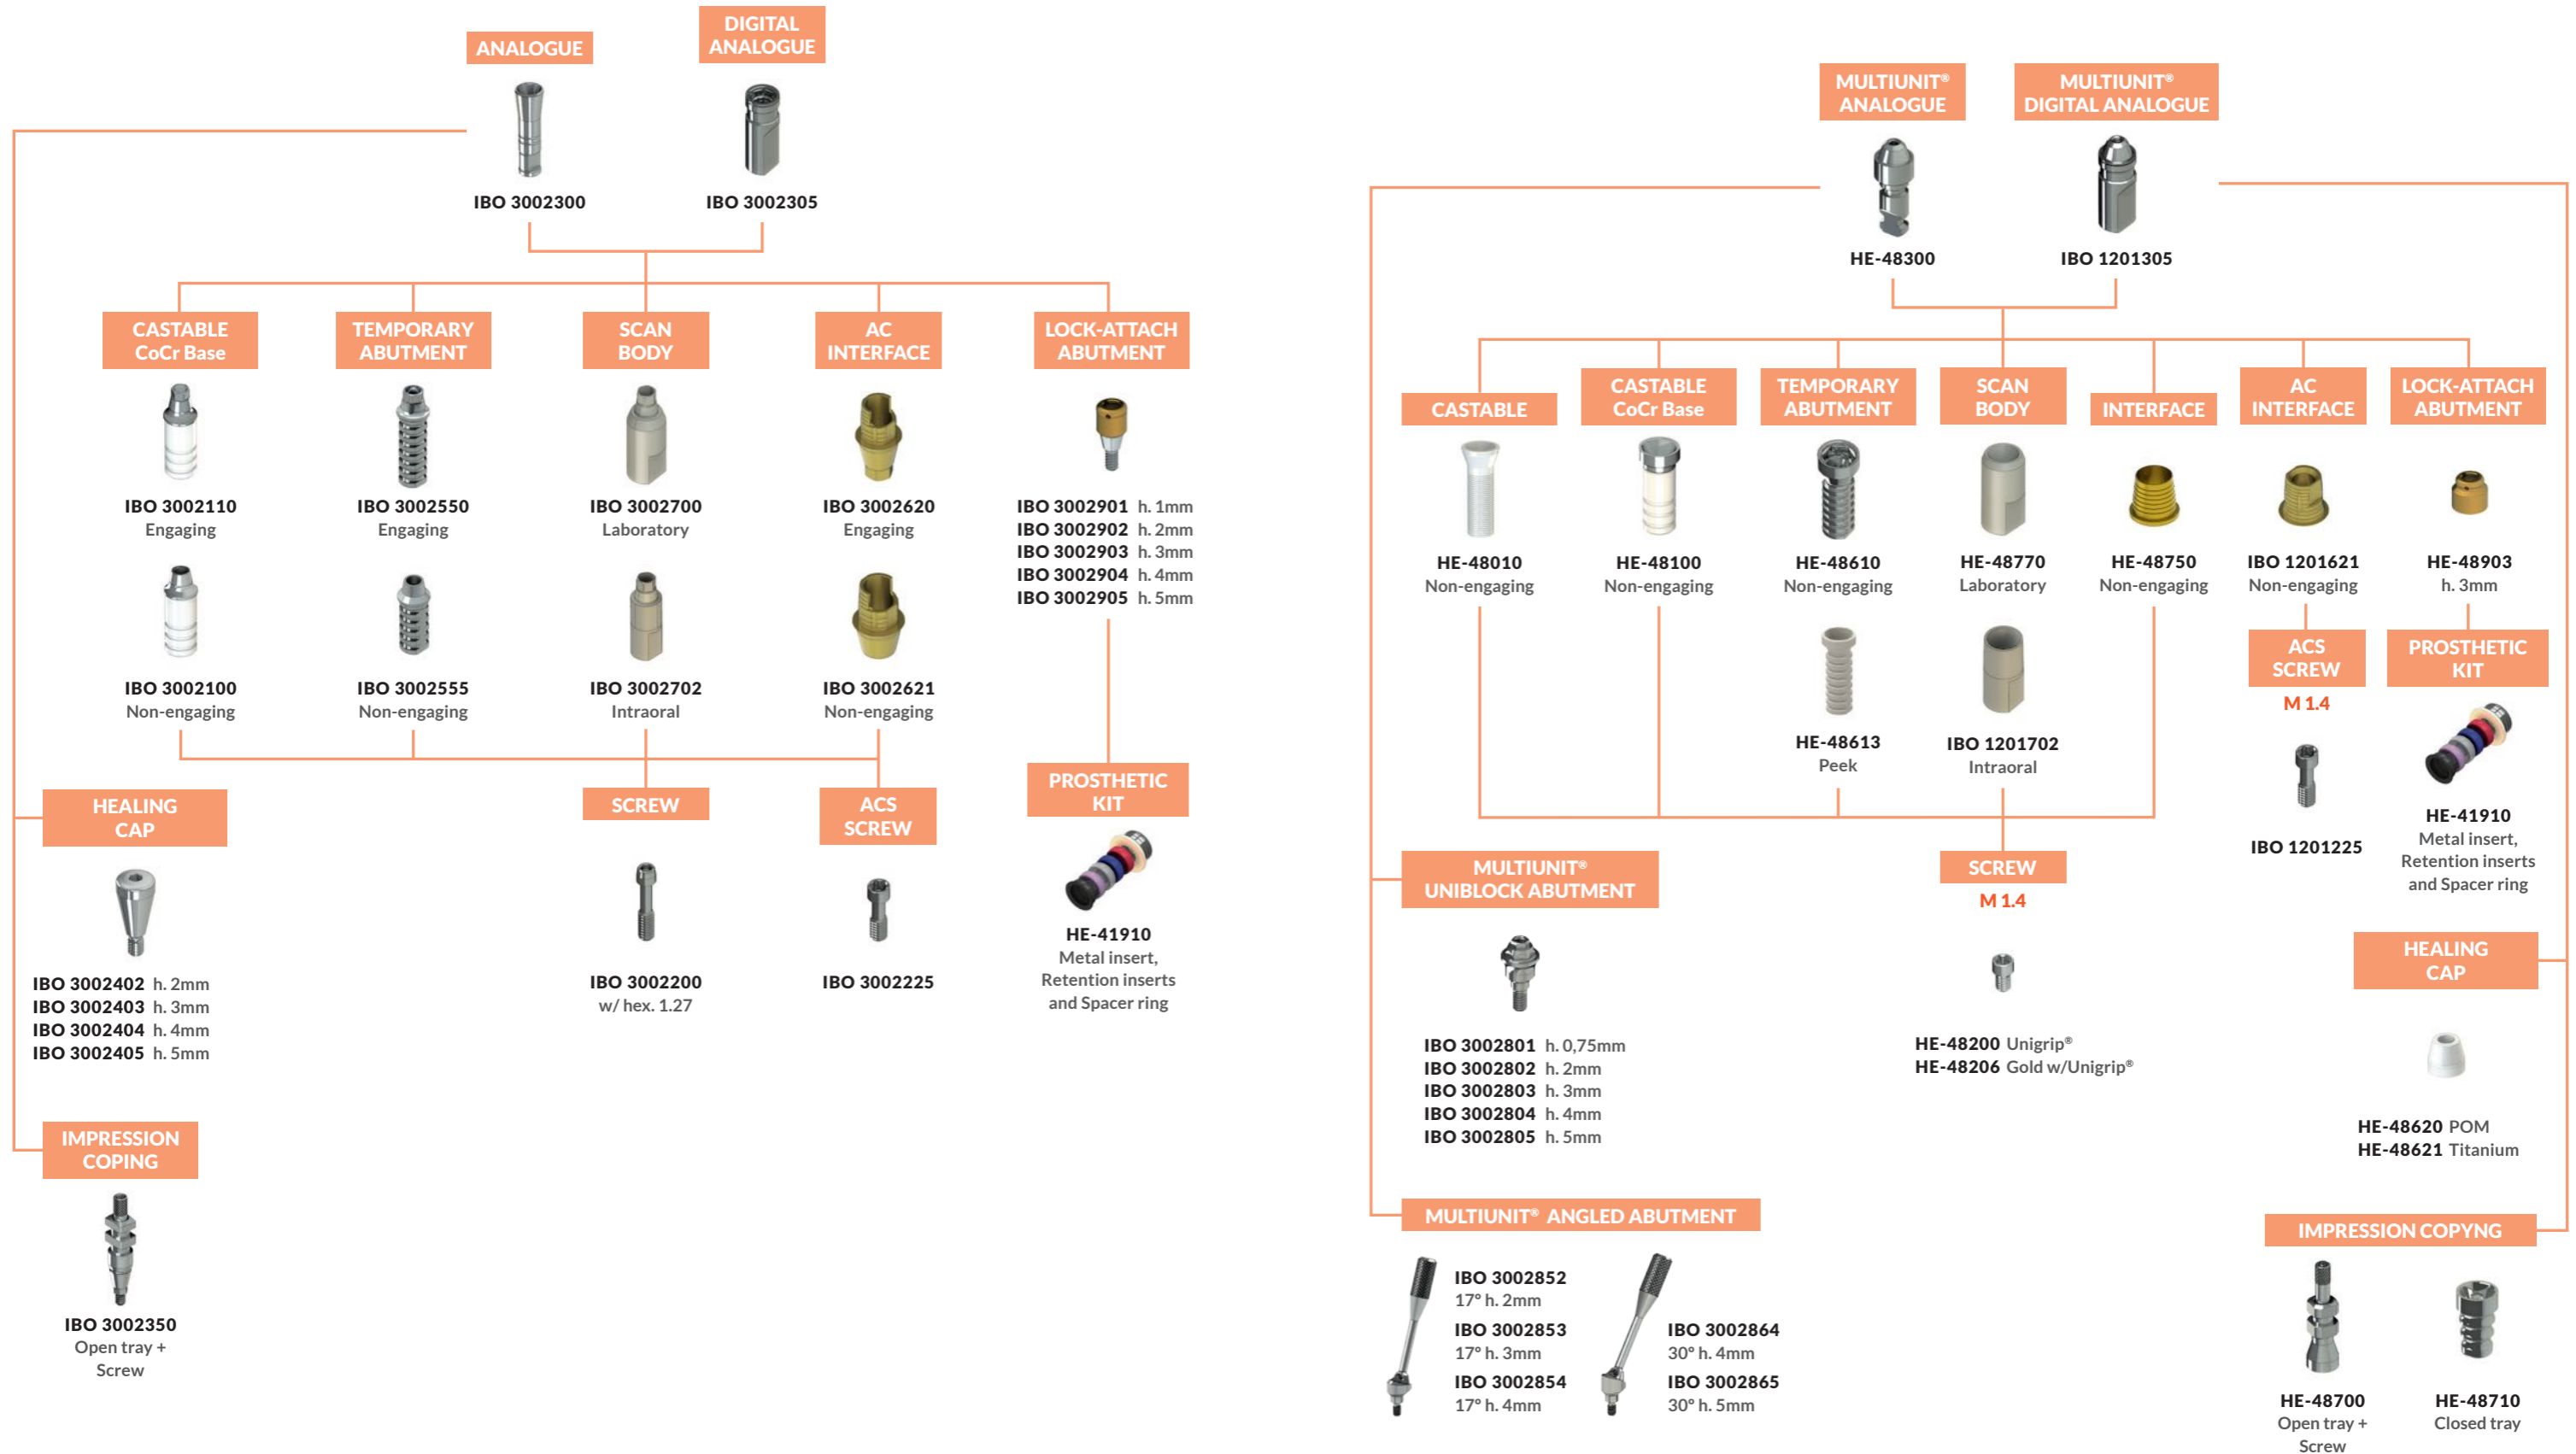 ANALOGUE
IBO 3002300
DIGITAL
ANALOGUE
IBO 3002305
CASTABLE
CoCr Base
IBO 3002110
Engaging
IBO 3002100
Non-engaging
TEMPORARY
ABUTMENT
IBO 3002550
Engaging
IBO 3002555
Non-engaging
SCAN
BODY
IBO 3002700
Laboratory
IBO 3002702
Intraoral
AC
INTERFACE
IBO 3002620
Engaging
IBO 3002621
Non-engaging
LOCK-ATTACH
ABUTMENT
IBO 3002901 h. 1mm
IBO 3002902 h. 2mm
IBO 3002903 h. 3mm
IBO 3002904 h. 4mm
IBO 3002905 h. 5mm
HEALING
CAP
IBO 3002402 h. 2mm
IBO 3002403 h. 3mm
IBO 3002404 h. 4mm
IBO 3002405 h. 5mm
SCREW
IBO 3002200
w/ hex. 1.27
ACS
SCREW
IBO 3002225
PROSTHETIC
KIT
HE-41910
Metal insert,
Retention inserts
and Spacer ring
IMPRESSION
COPING
IBO 3002350
Open tray +
Screw
MULTIUNIT®
ANALOGUE
HE-48300
MULTIUNIT®
DIGITAL ANALOGUE
IBO 1201305
CASTABLE
HE-48010
Non-engaging
CASTABLE
CoCr Base
HE-48100
Non-engaging
TEMPORARY
ABUTMENT
HE-48610
Non-engaging
HE-48613
Peek
SCAN
BODY
HE-48770
Laboratory
IBO 1201702
Intraoral
INTERFACE
HE-48750
Non-engaging
AC
INTERFACE
IBO 1201621
Non-engaging
ACS
SCREW
M 1.4
IBO 1201225
LOCK-ATTACH
ABUTMENT
HE-48903
h. 3mm
PROSTHETIC
KIT
HE-41910
Metal insert,
Retention inserts
and Spacer ring
MULTIUNIT®
UNIBLOCK ABUTMENT
IBO 3002801 h. 0,75mm
IBO 3002802 h. 2mm
IBO 3002803 h. 3mm
IBO 3002804 h. 4mm
IBO 3002805 h. 5mm
SCREW
M 1.4
HE-48200 Unigrip®
HE-48206 Gold w/Unigrip®
HEALING
CAP
HE-48620 POM
HE-48621 Titanium
MULTIUNIT® ANGLED ABUTMENT
IBO 3002852
17º h. 2mm
IBO 3002853
17º h. 3mm
IBO 3002854
17º h. 4mm
IBO 3002864
30º h. 4mm
IBO 3002865
30º h. 5mm
IMPRESSION COPYNG
HE-48700
Open tray +
Screw
HE-48710
Closed tray